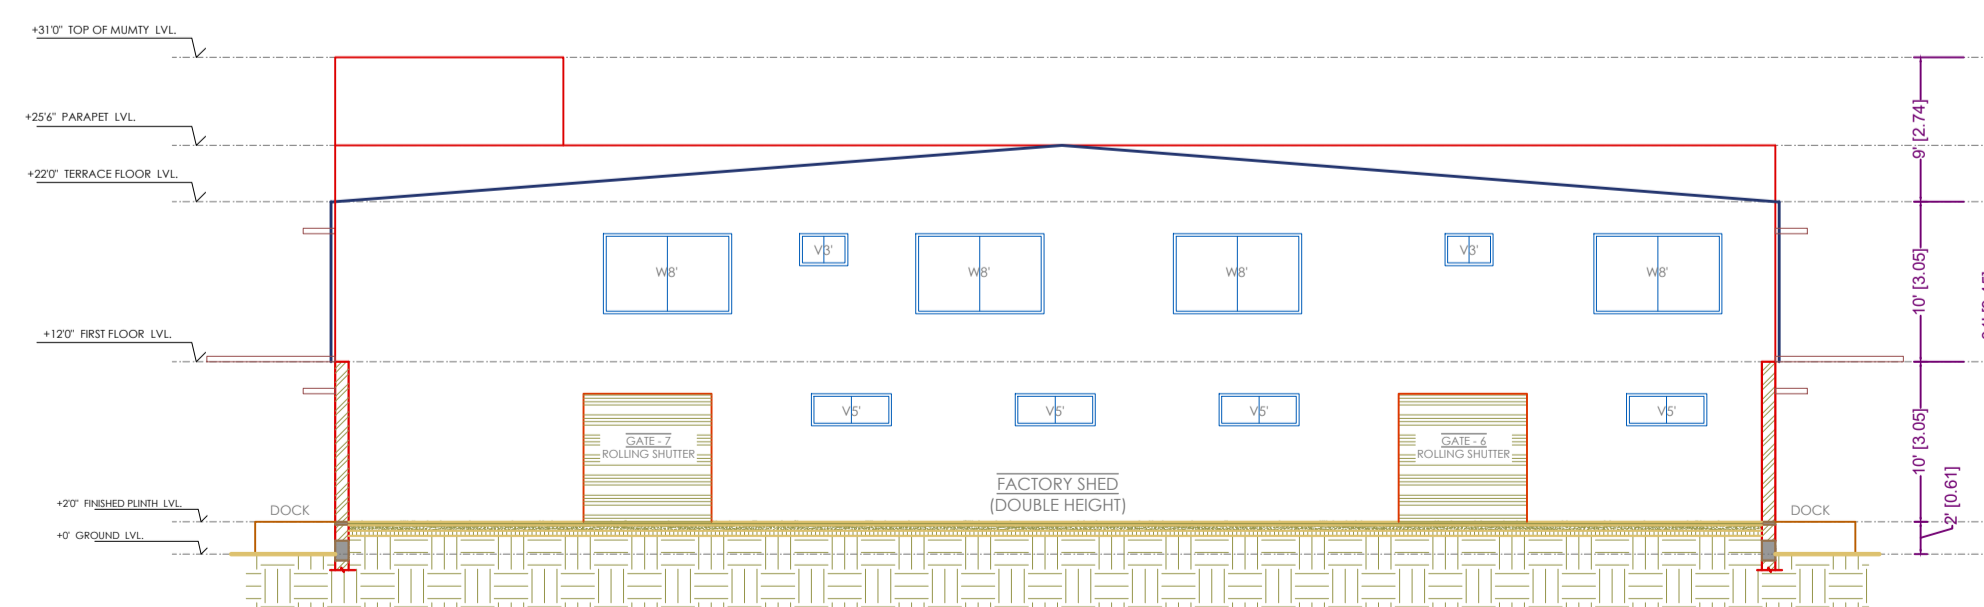 +31'0" TOP OF MUMTY LVL.
+25'6" PARAPET LVL.
+22'0" TERRACE FLOOR LVL.
+12'0" FIRST FLOOR LVL.
+2'0" FINISHED PLINTH LVL.
+0' GROUND LVL.
DOCK
W8'
V3'
W8'
W8'
V3'
W8'
V5'
V5'
V5'
V5'
GATE - 7
ROLLING SHUTTER
GATE - 6
ROLLING SHUTTER
FACTORY SHED
(DOUBLE HEIGHT)
DOCK
9' [2.74]
10' [3.05]
10' [3.05]
2' [0.61]